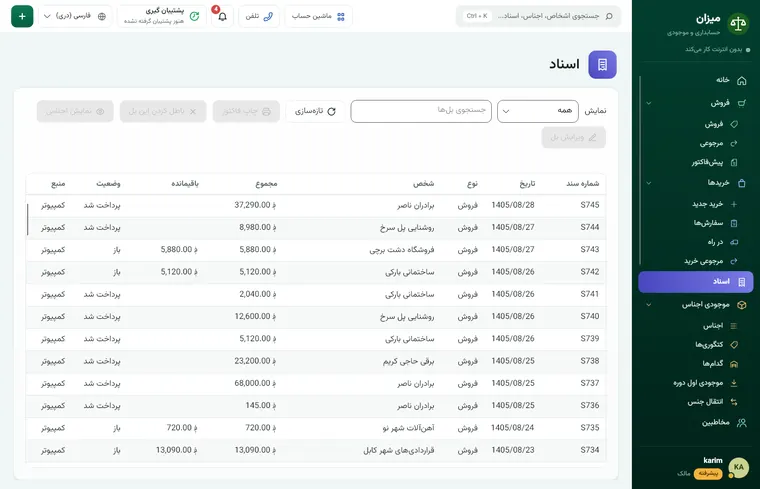 میزان
حسابداری و موجودی
بدون انترنت کار می‌کند
خانه
فروش
فروش
مرجوعی
پیش‌فاکتور
خریدها
خرید جدید
سفارش‌ها
در راه
مرجوعی خرید
اسناد
موجودی اجناس
اجناس
کتگوری‌ها
گدام‌ها
موجودی اول دوره
انتقال جنس
مخاطبین
KA
karim
پیشرفته
مالک
جستجوی اشخاص، اجناس، اسناد... Ctrl + K
ماشین حساب
تلفن
4
پشتیبان گیری
هنوز پشتیبان گرفته نشده
فارسی (دری)
+
اسناد
نمایش همه جستجوی بل‌ها تازه‌سازی چاپ فاکتور باطل کردن این بل نمایش اجناس
ویرایش بل
شماره سند تاریخ نوع شخص مجموع باقیمانده وضعیت منبع
S745 1405/08/28 فروش برادران ناصر 37,290.00 ؋ پرداخت شد کمپیوتر
S744 1405/08/27 فروش روشنایی پل سرخ 8,980.00 ؋ پرداخت شد کمپیوتر
S743 1405/08/27 فروش فروشگاه دشت برچی 5,880.00 ؋ 5,880.00 ؋ باز کمپیوتر
S742 1405/08/26 فروش ساختمانی بارکی 5,120.00 ؋ 5,120.00 ؋ باز کمپیوتر
S741 1405/08/26 فروش ساختمانی بارکی 2,040.00 ؋ پرداخت شد کمپیوتر
S740 1405/08/26 فروش روشنایی پل سرخ 12,600.00 ؋ پرداخت شد کمپیوتر
S739 1405/08/26 فروش ساختمانی بارکی 5,120.00 ؋ پرداخت شد کمپیوتر
S738 1405/08/25 فروش برقی حاجی کریم 23,200.00 ؋ پرداخت شد کمپیوتر
S737 1405/08/25 فروش برادران ناصر 68,000.00 ؋ پرداخت شد کمپیوتر
S736 1405/08/25 فروش برادران ناصر 145.00 ؋ پرداخت شد کمپیوتر
S735 1405/08/24 فروش آهن‌آلات شهر نو 720.00 ؋ 720.00 ؋ باز کمپیوتر
S734 1405/08/23 فروش قراردادی‌های شهر کابل 13,090.00 ؋ 13,090.00 ؋ باز کمپیوتر